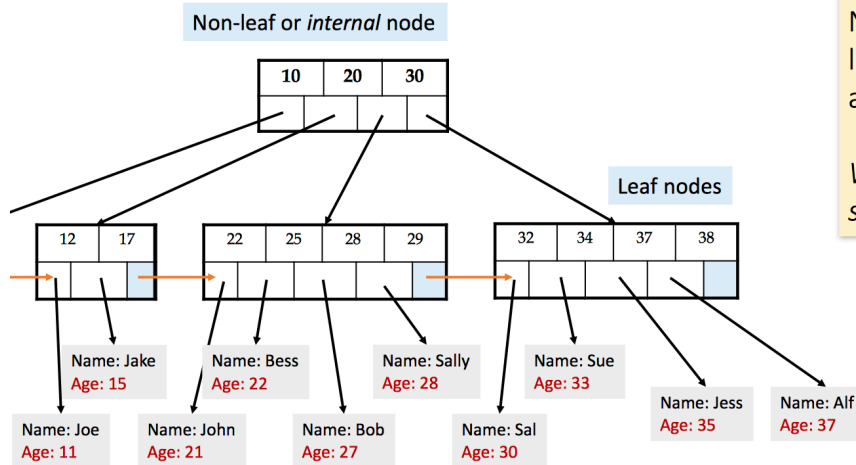 Non-leaf or internal node
10 20 30
Leaf nodes
12 17
22 25 28 29
32 34 37 38
Name: Jake
Age: 15
Name: Bess
Age: 22
Name: Sally
Age: 28
Name: Sue
Age: 33
Name: Joe
Age: 11
Name: John
Age: 21
Name: Bob
Age: 27
Name: Sal
Age: 30
Name: Jess
Age: 35
Name: Alf
Age: 37